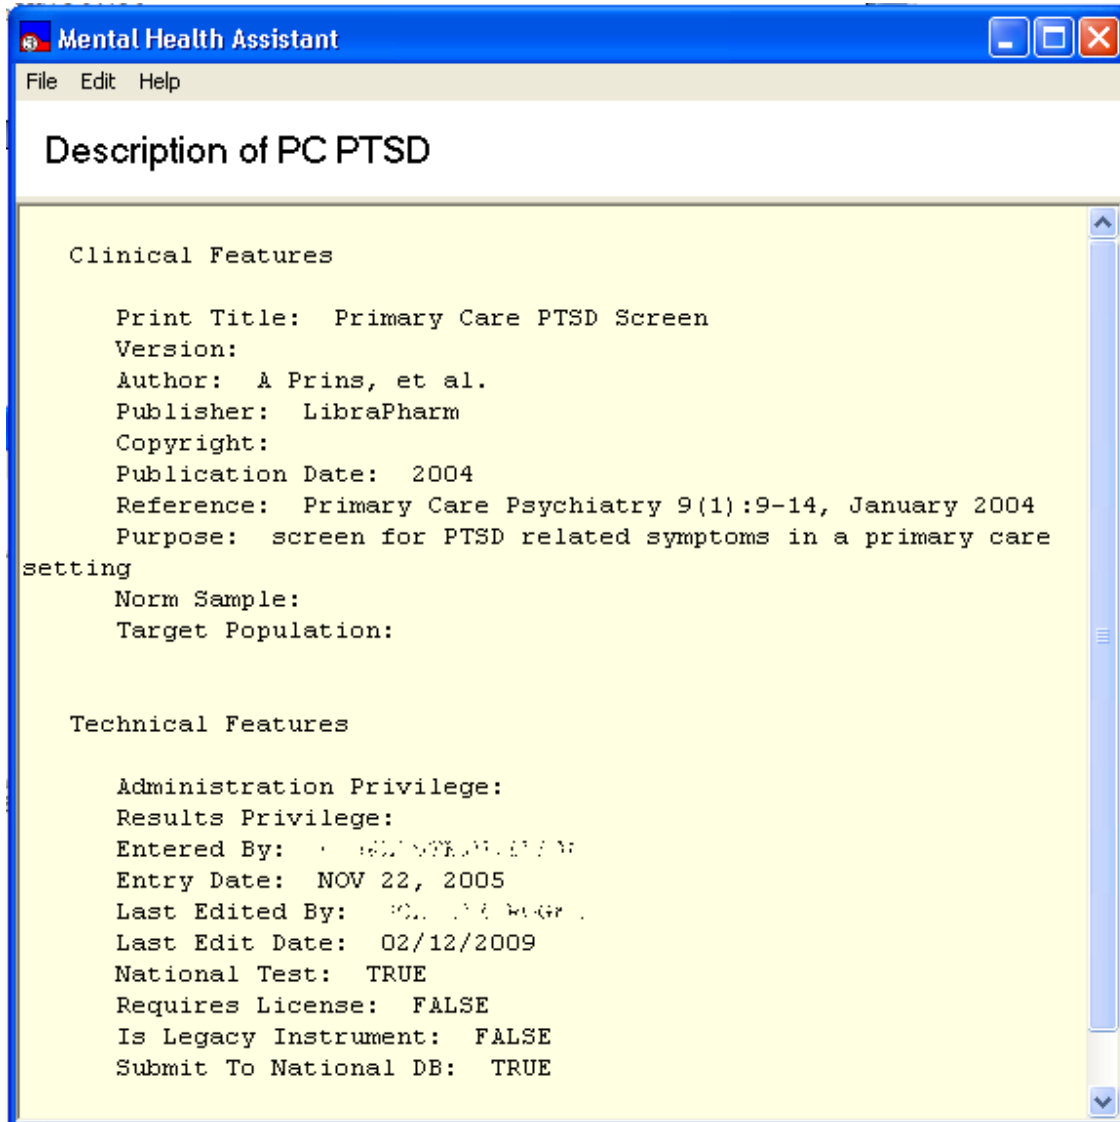 Mental Health Assistant
File Edit Help
Description of PC PTSD
Clinical Features
Print Title: Primary Care PTSD Screen
Version:
Author: A Prins, et al.
Publisher: LibraPharm
Copyright:
Publication Date: 2004
Reference: Primary Care Psychiatry 9(1):9-14, January 2004
Purpose: screen for PTSD related symptoms in a primary care
setting
Norm Sample:
Target Population:
Technical Features
Administration Privilege:
Results Privilege:
Entered By:
Entry Date: NOV 22, 2005
Last Edited By:
Last Edit Date: 02/12/2009
National Test: TRUE
Requires License: FALSE
Is Legacy Instrument: FALSE
Submit To National DB: TRUE